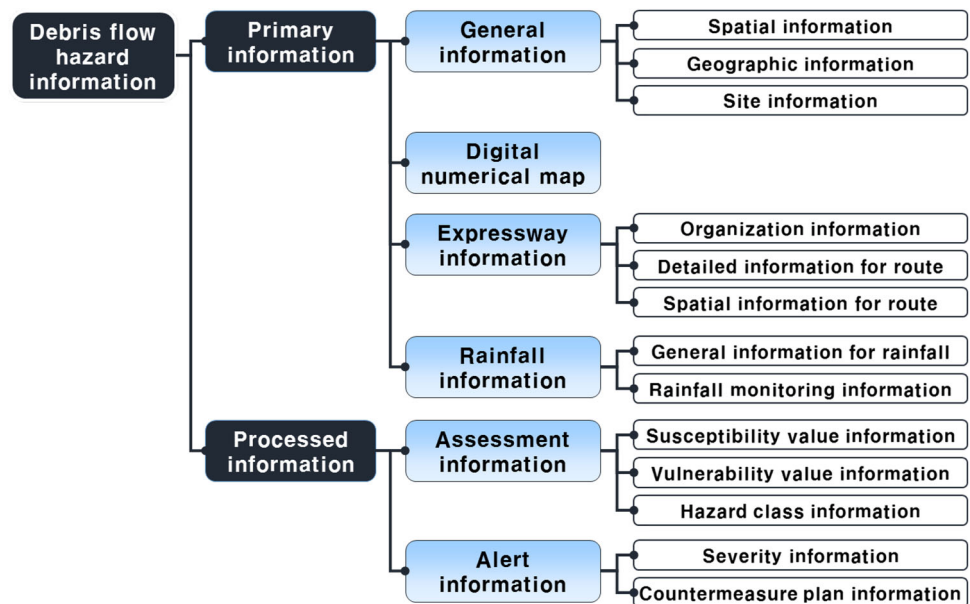 Debris flow
hazard
information
Primary
information
General
information
Spatial information
Geographic information
Site information
Digital
numerical map
Expressway
information
Organization information
Detailed information for route
Spatial information for route
Rainfall
information
General information for rainfall
Rainfall monitoring information
Processed
information
Assessment
information
Susceptibility value information
Vulnerability value information
Hazard class information
Alert
information
Severity information
Countermeasure plan information